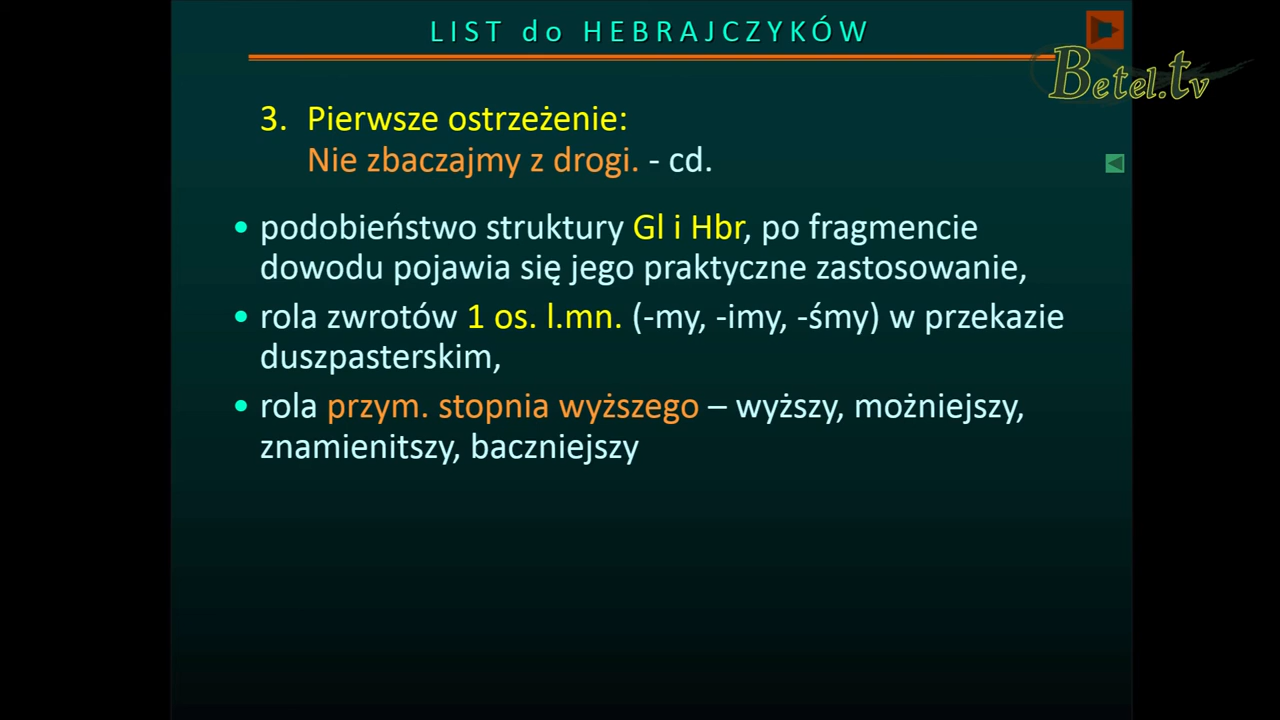 LIST do HEBRAJCZYKÓW
Betel.tv
3. Pierwsze ostrzeżenie:
Nie zbaczajmy z drogi. - cd.
• podobieństwo struktury Gl i Hbr, po fragmencie
dowodu pojawia się jego praktyczne zastosowanie,
• rola zwrotów 1 os. l.mn. (-my, -imy, -śmy) w przekazie
duszpasterskim,
• rola przym. stopnia wyższego – wyższy, możniejszy,
znamienitszy, baczniejszy